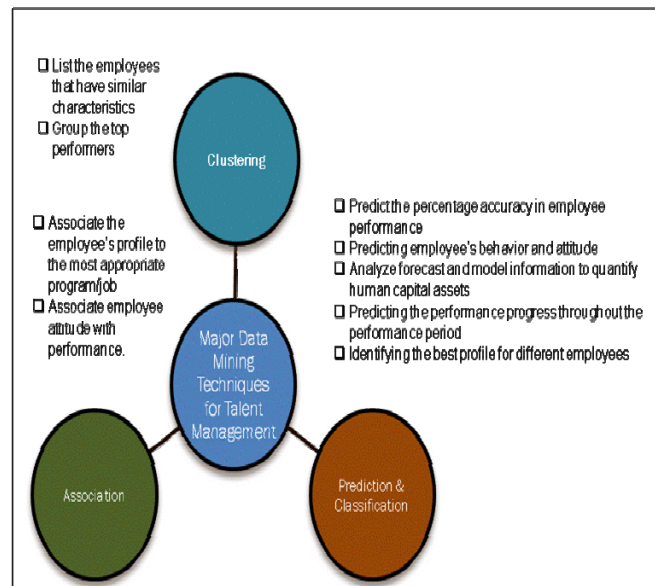 ❑ List the employees
that have similar
characteristics
❑ Group the top
performers
Clustering
❑ Associate the
employee's profile to
the most appropriate
program/job
❑ Associate employee
attitude with
performance.
❑ Predict the percentage accuracy in employee
performance
❑ Predicting employee's behavior and attitude
❑ Analyze forecast and model information to quantify
human capital assets
❑ Predicting the performance progress throughout the
performance period
❑ Identifying the best profile for different employees
Major Data
Mining
Techniques
for Talent
Management
Association
Prediction &
Classification